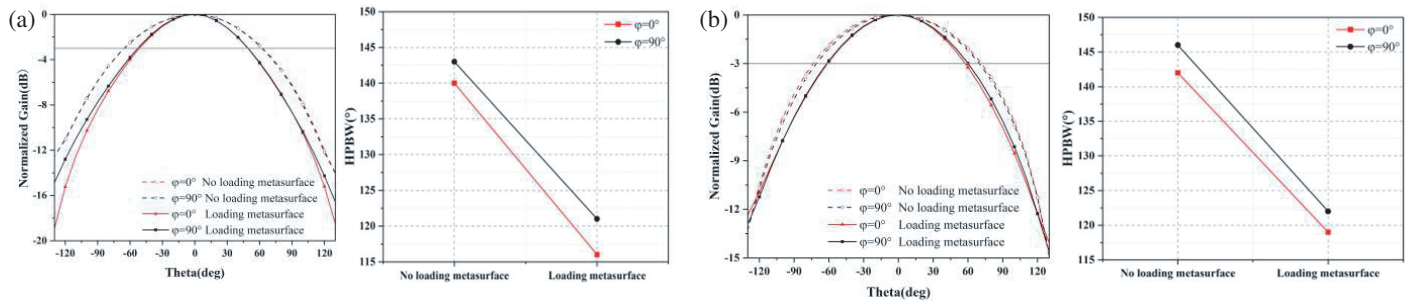 (a)
Normalized Gain(dB)
0
-4
-8
-12
-16
-20
φ=0° No loading metasurface
φ=90° No loading metasurface
φ=0° Loading metasurface
φ=90° Loading metasurface
-120 -90 -60 -30 0 30 60 90 120
Theta(deg)
HPBW(°)
150
145
140
135
130
125
120
115
φ=0°
φ=90°
No loading metasurface Loading metasurface
(b)
Normalized Gain(dB)
0
-3
-6
-9
-12
-15
φ=0° No loading metasurface
φ=90° No loading metasurface
φ=0° Loading metasurface
φ=90° Loading metasurface
-120 -90 -60 -30 0 30 60 90 120
Theta(deg)
HPBW(°)
150
145
140
135
130
125
120
115
φ=0°
φ=90°
No loading metasurface Loading metasurface